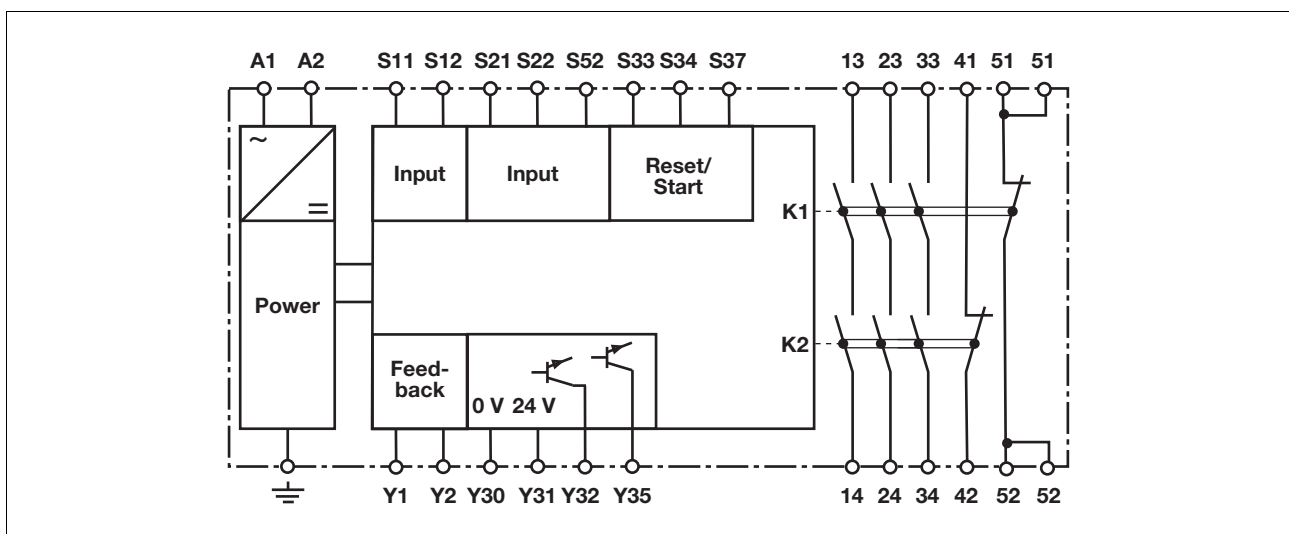 A1 A2 S11 S12 S21 S22 S52 S33 S34 S37 13 23 33 41 51 51
~
=
Input
Input
Reset/
Start
K1
Power
K2
Feed-
back
0 V 24 V
Y1 Y2 Y30 Y31 Y32 Y35 14 24 34 42 52 52